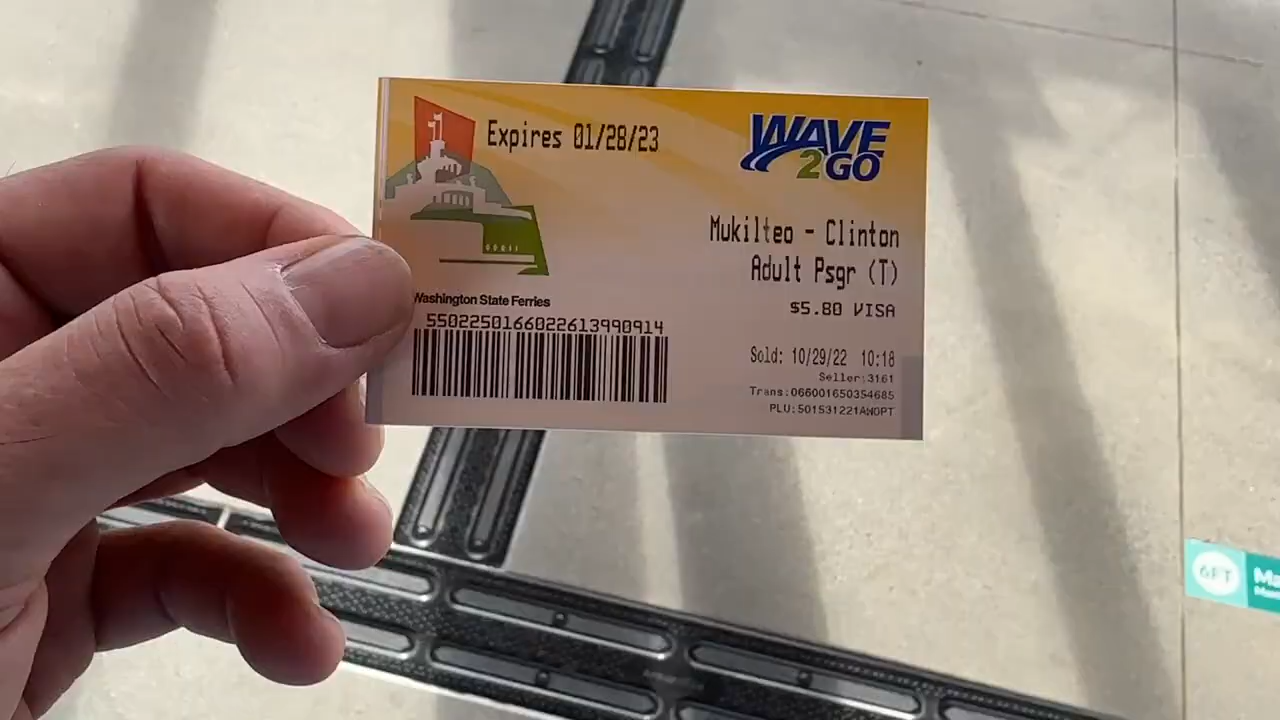 Expires 01/28/23
WAVE
2GO
Mukilteo - Clinton
Adult Psgr (T)
$5.80 VISA
Washington State Ferries
5502250166022613990914
Sold: 10/29/22 10:18
Seller:3161
Trans:066001650354685
PLU:501531221AWOPT
6FT